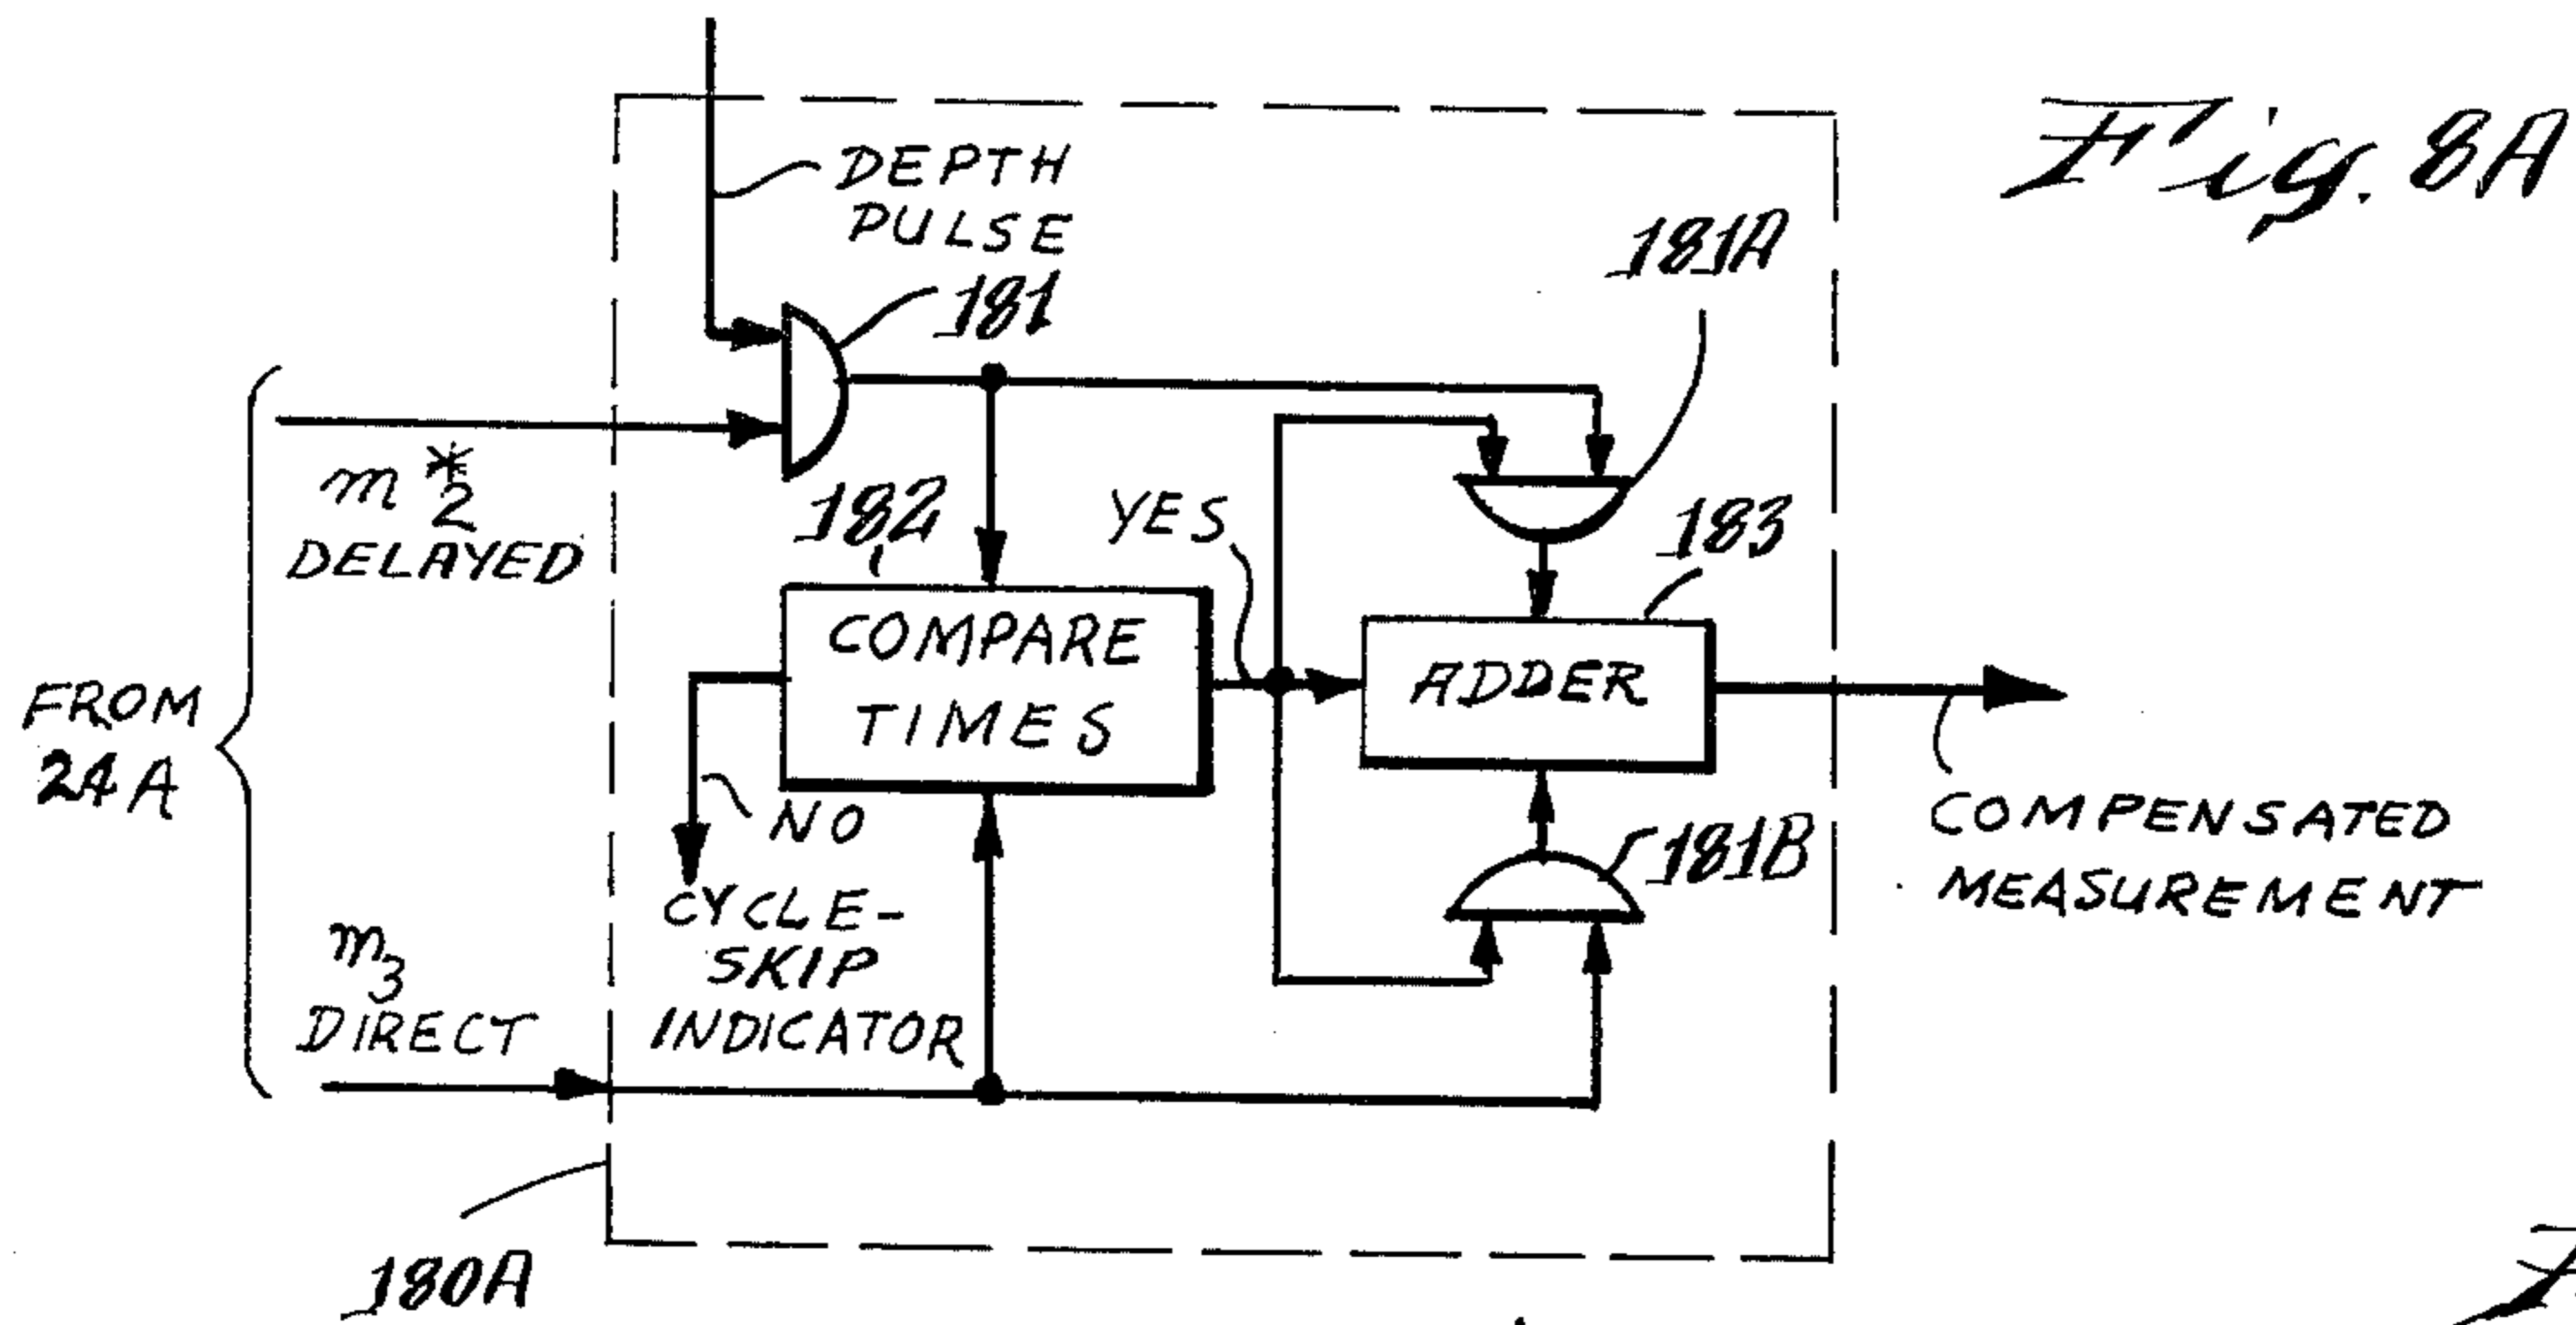 Fig. 8A
DEPTH
PULSE
181
181A
m*2
DELAYED
182
YES
183
COMPARE
TIMES
ADDER
FROM
24A
NO
CYCLE-
SKIP
INDICATOR
181B
COMPENSATED
MEASUREMENT
m3
DIRECT
180A